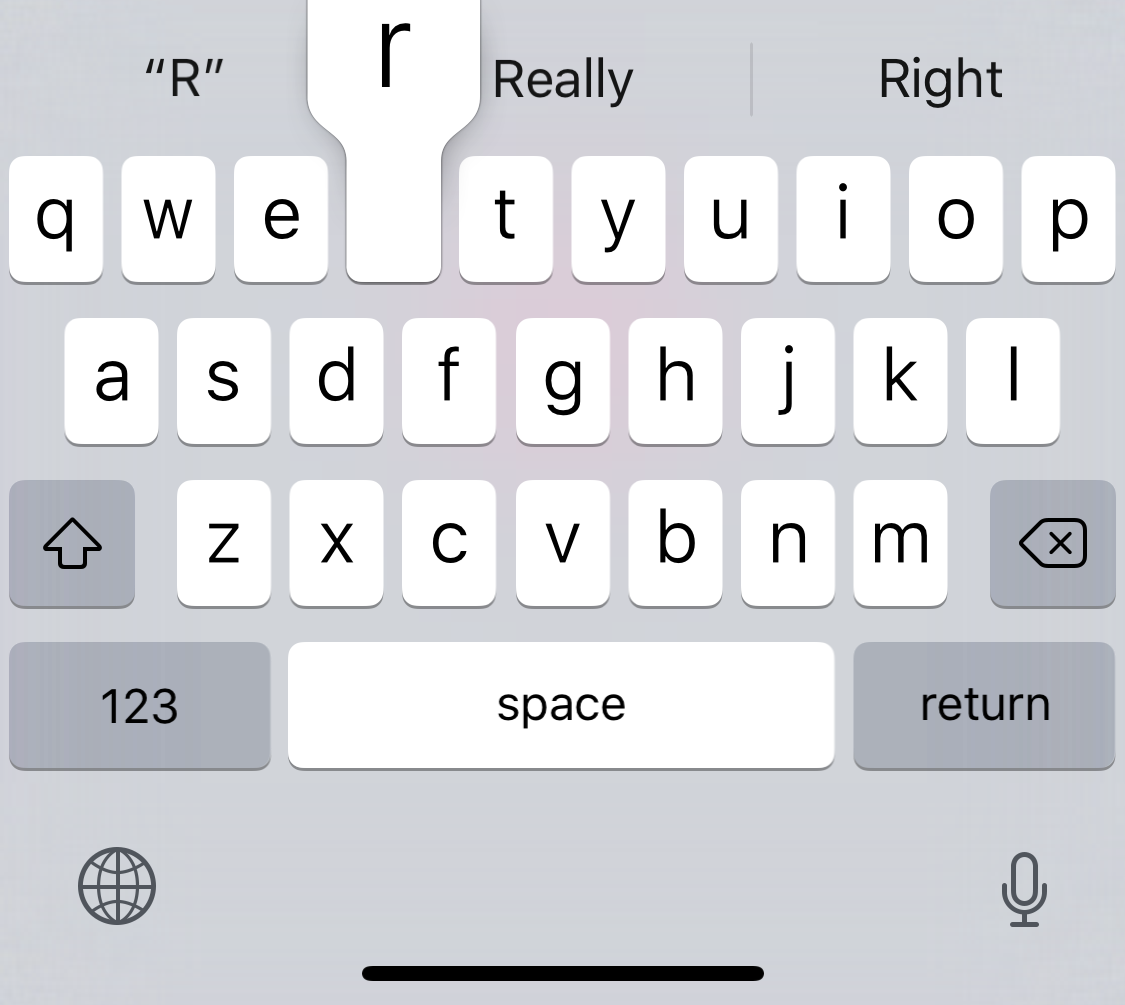 “R” Really Right
r
q w e t y u i o p
a s d f g h j k l
z x c v b n m
123 space return